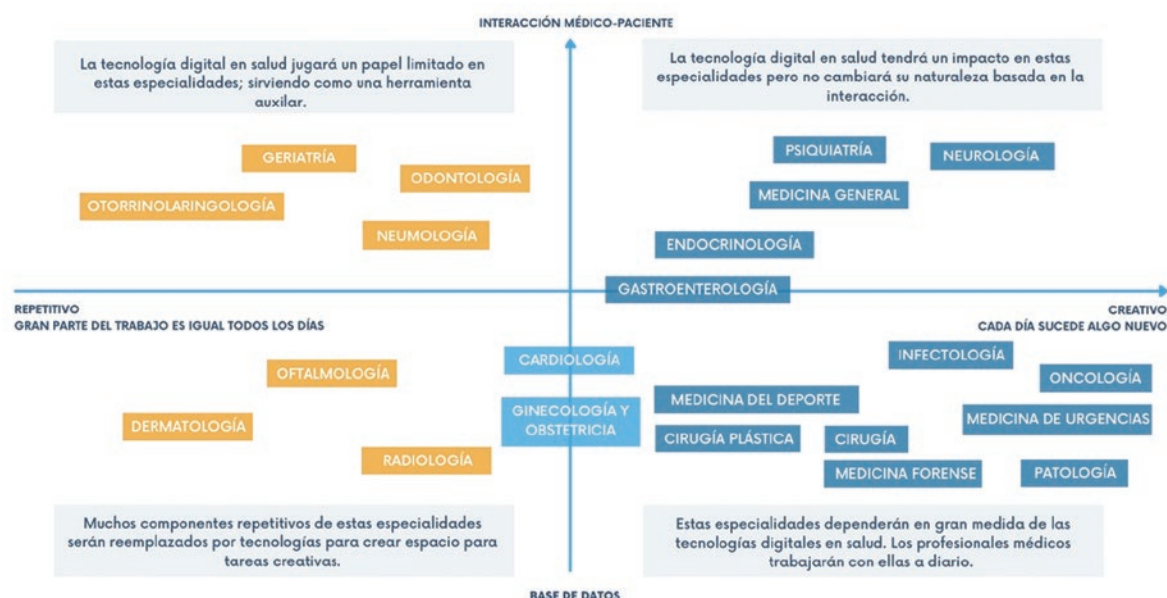 INTERACCIÓN MÉDICO-PACIENTE
La tecnología digital en salud jugará un papel limitado en
estas especialidades; sirviendo como una herramienta
auxilar.
La tecnología digital en salud tendrá un impacto en estas
especialidades pero no cambiará su naturaleza basada en la
interacción.
GERIATRÍA
ODONTOLOGÍA
OTORRINOLARINGOLOGÍA
NEUMOLOGÍA
PSIQUIATRÍA
NEUROLOGÍA
MEDICINA GENERAL
ENDOCRINOLOGÍA
GASTROENTEROLOGÍA
REPETITIVO
GRAN PARTE DEL TRABAJO ES IGUAL TODOS LOS DÍAS
CREATIVO
CADA DÍA SUCEDE ALGO NUEVO
OFTALMOLOGÍA
DERMATOLOGÍA
RADIOLOGÍA
CARDIOLOGÍA
GINECOLOGÍA Y
OBSTETRICIA
INFECTOLOGÍA
ONCOLOGÍA
MEDICINA DEL DEPORTE
MEDICINA DE URGENCIAS
CIRUGÍA PLÁSTICA
CIRUGÍA
MEDICINA FORENSE
PATOLOGÍA
Muchos componentes repetitivos de estas especialidades
serán reemplazados por tecnologías para crear espacio para
tareas creativas.
Estas especialidades dependerán en gran medida de las
tecnologías digitales en salud. Los profesionales médicos
trabajarán con ellas a diario.
BASE DE DATOS